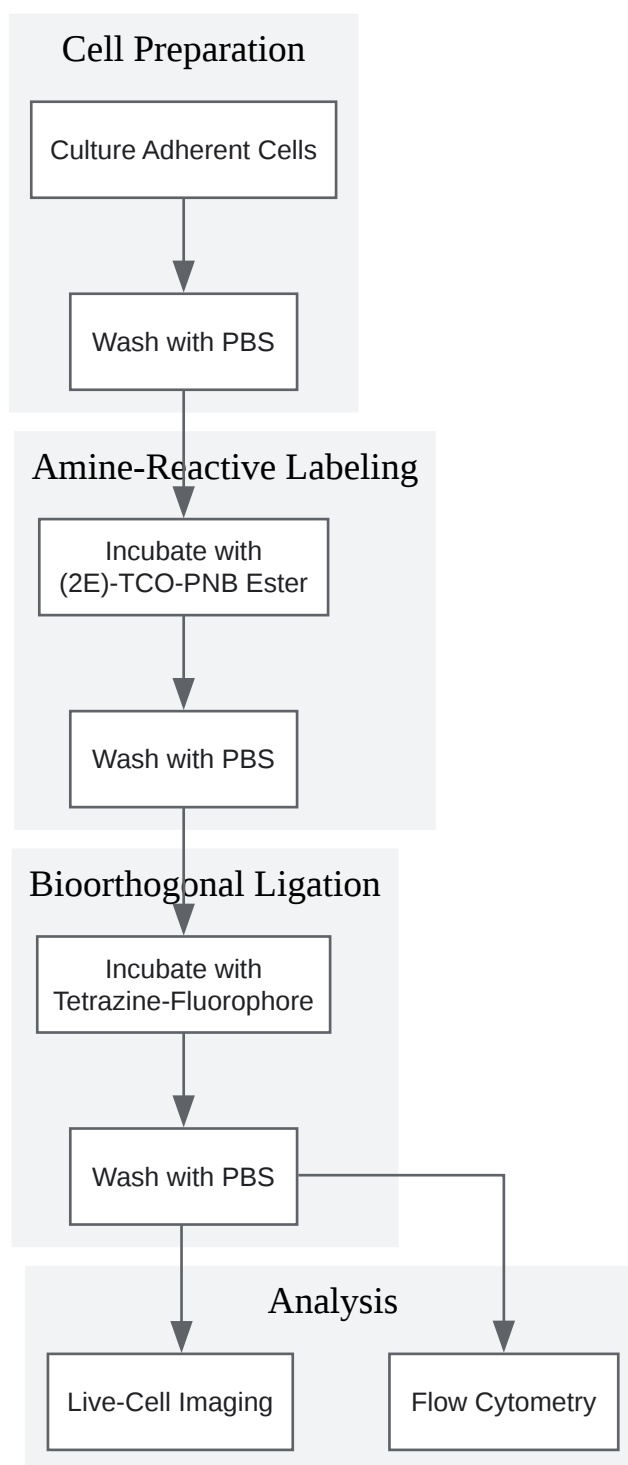 Cell Preparation
Culture Adherent Cells
Wash with PBS
Amine-Reactive Labeling
Incubate with
(2E)-TCO-PNB Ester
Wash with PBS
Bioorthogonal Ligation
Incubate with
Tetrazine-Fluorophore
Wash with PBS
Analysis
Live-Cell Imaging
Flow Cytometry